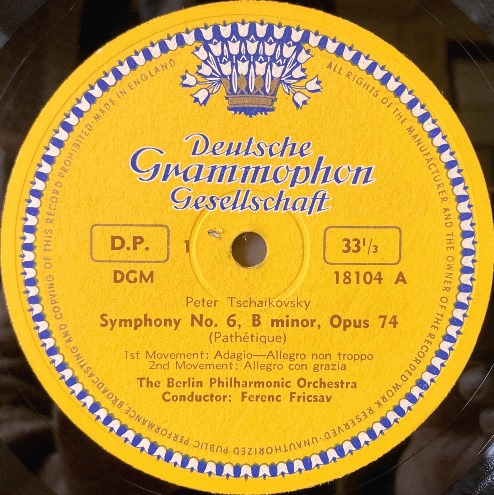 ALL RIGHTS OF THE MANUFACTURER AND THE OWNER OF THE RECORDED WORK RESERVED·UNAUTHORIZED PUBLIC PERFORMANCE BROADCASTING AND COPYING OF THIS RECORD PROHIBITED·MADE IN ENGLAND
Deutsche
Grammophon
Gesellschaft
D.P. 1 33 1/3
DGM 18104 A
Peter Tschaikovsky
Symphony No. 6, B minor, Opus 74
(Pathétique)
1st Movement: Adagio—Allegro non troppo
2nd Movement: Allegro con grazia
The Berlin Philharmonic Orchestra
Conductor: Ferenc Fricsay